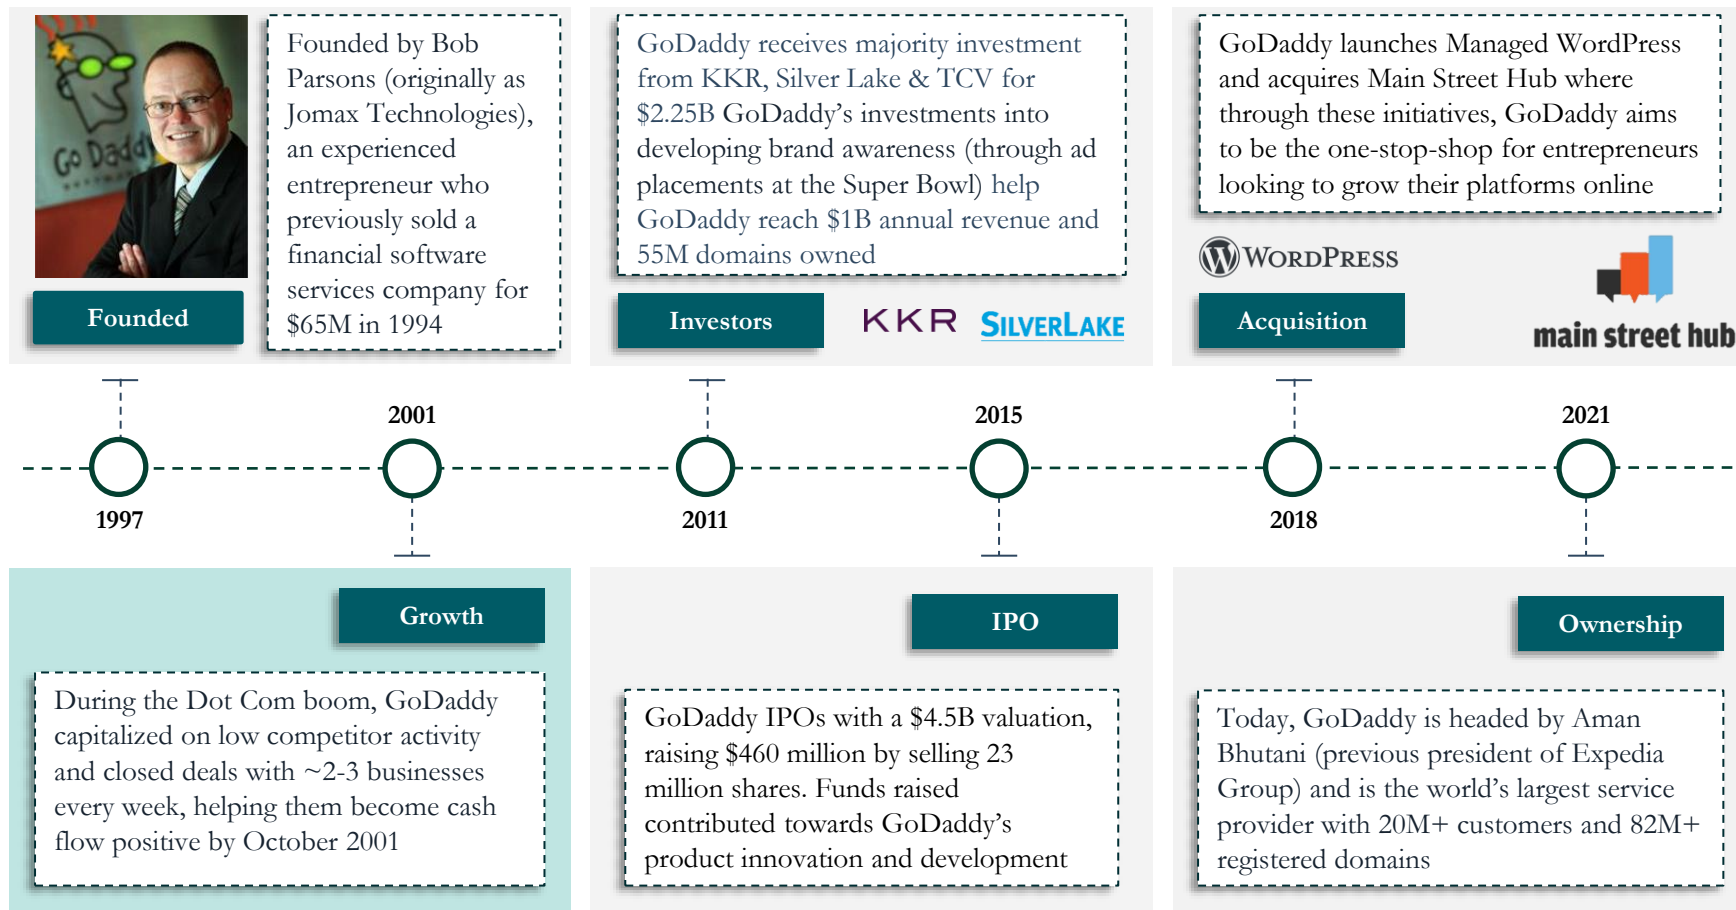 Go Daddy
Founded by Bob
Parsons (originally as
Jomax Technologies),
an experienced
entrepreneur who
previously sold a
financial software
services company for
$65M in 1994
Founded
GoDaddy receives majority investment
from KKR, Silver Lake & TCV for
$2.25B GoDaddy’s investments into
developing brand awareness (through ad
placements at the Super Bowl) help
GoDaddy reach $1B annual revenue and
55M domains owned
Investors
KKR
SILVERLAKE
GoDaddy launches Managed WordPress
and acquires Main Street Hub where
through these initiatives, GoDaddy aims
to be the one-stop-shop for entrepreneurs
looking to grow their platforms online
WORDPRESS
Acquisition
main street hub
1997
2001
2011
2015
2018
2021
Growth
During the Dot Com boom, GoDaddy
capitalized on low competitor activity
and closed deals with ~2-3 businesses
every week, helping them become cash
flow positive by October 2001
IPO
GoDaddy IPOs with a $4.5B valuation,
raising $460 million by selling 23
million shares. Funds raised
contributed towards GoDaddy’s
product innovation and development
Ownership
Today, GoDaddy is headed by Aman
Bhutani (previous president of Expedia
Group) and is the world’s largest service
provider with 20M+ customers and 82M+
registered domains